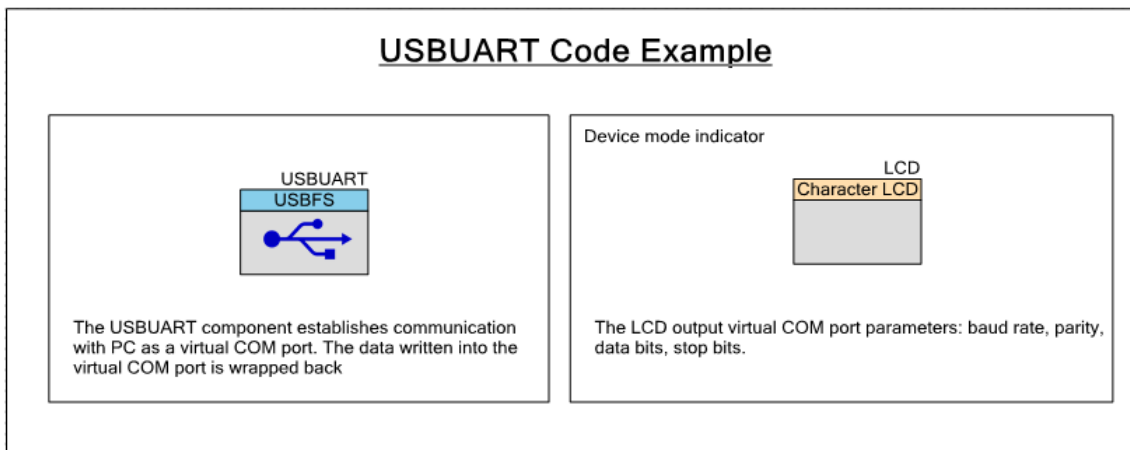 USBUART Code Example
USBUART
USBFS
The USBUART component establishes communication
with PC as a virtual COM port. The data written into the
virtual COM port is wrapped back
Device mode indicator
LCD
Character LCD
The LCD output virtual COM port parameters: baud rate, parity,
data bits, stop bits.